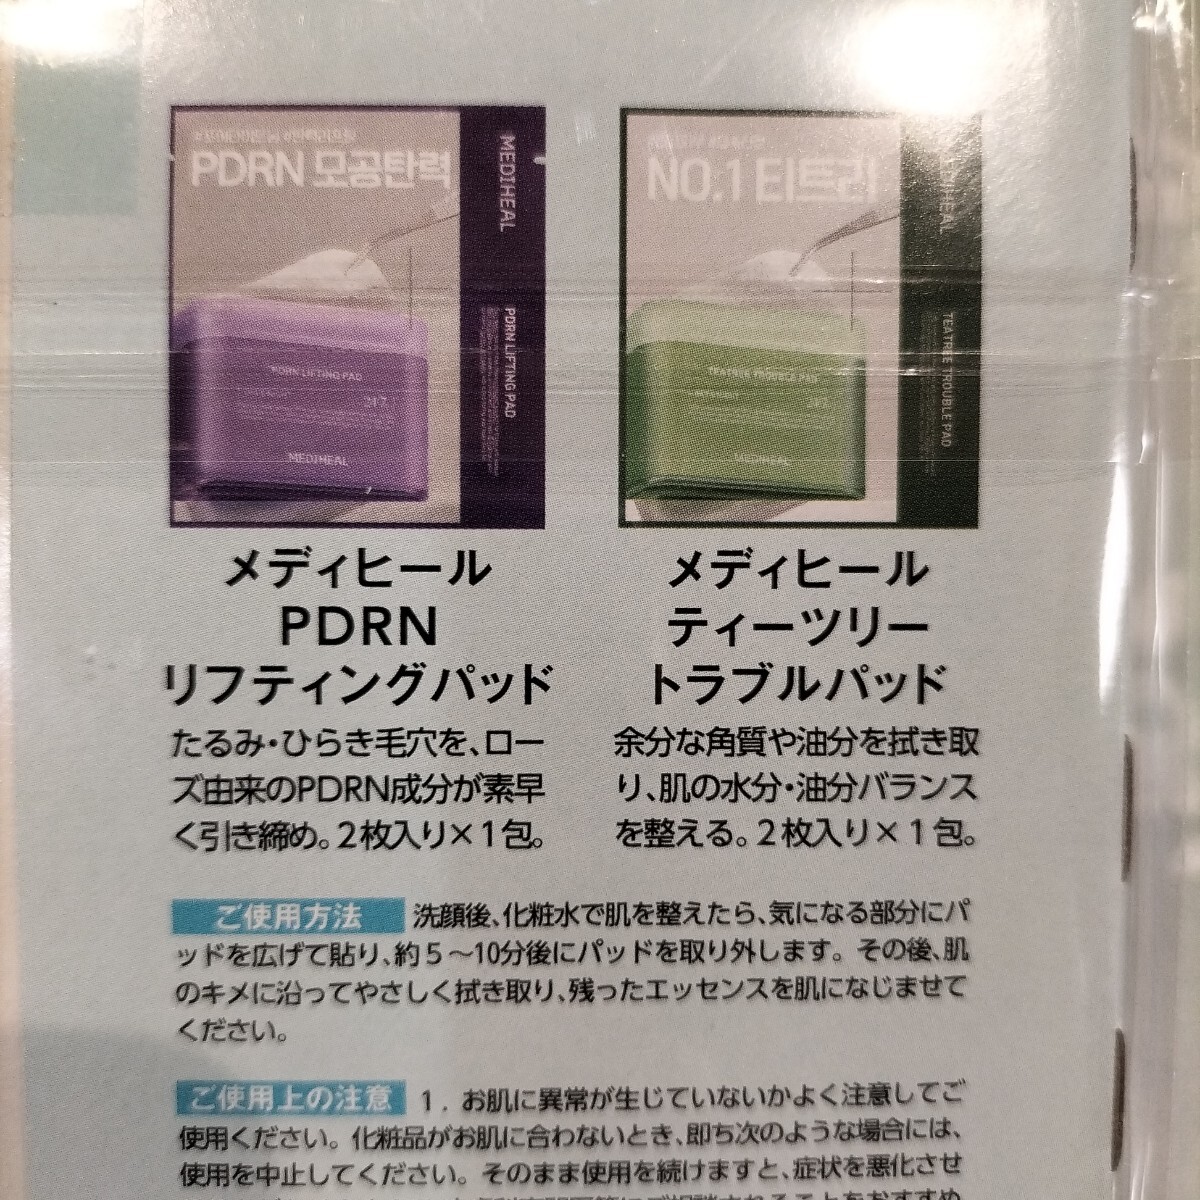 PDRN 모공탄력
MEDIHEAL
PDRN LIFTING PAD
PDRN LIFTING PAD
MEDIHEAL
NO.1 티트리
MEDIHEAL
TEATREE TROUBLE PAD
TEATREE TROUBLE PAD
MEDIHEAL
メディヒール
PDRN
リフティングパッド
たるみ・ひらき毛穴を、ロー
ズ由来のPDRN成分が素早
く引き締め。2枚入り×1包。
メディヒール
ティーツリー
トラブルパッド
余分な角質や油分を拭き取
り、肌の水分・油分バランス
を整える。2枚入り×1包。
ご使用方法 洗顔後、化粧水で肌を整えたら、気になる部分にパ
ッドを広げて貼り、約5～10分後にパッドを取り外します。その後、肌
のキメに沿ってやさしく拭き取り、残ったエッセンスを肌になじませて
ください。
ご使用上の注意 1．お肌に異常が生じていないかよく注意してご
使用ください。化粧品がお肌に合わないとき、即ち次のような場合には、
使用を中止してください。そのまま使用を続けますと、症状を悪化させ